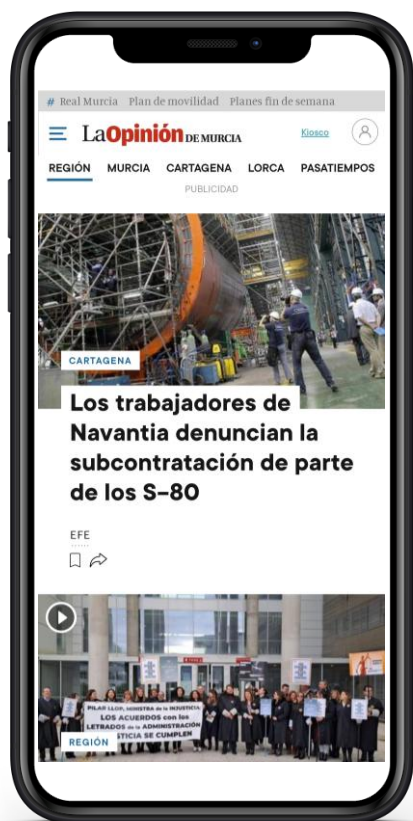 # Real Murcia Plan de movilidad Planes fin de semana
LaOpinión DE MURCIA
Kiosco
REGIÓN MURCIA CARTAGENA LORCA PASATIEMPOS
PUBLICIDAD
CARTAGENA
Los trabajadores de
Navantia denuncian la
subcontratación de parte
de los S-80
EFE
PILAR LLOP, MINISTRA de la INJUSTICIA:
LOS ACUERDOS con los
LETRADOS de la ADMINISTRACIÓN
STICIA SE CUMPLEN
REGIÓN